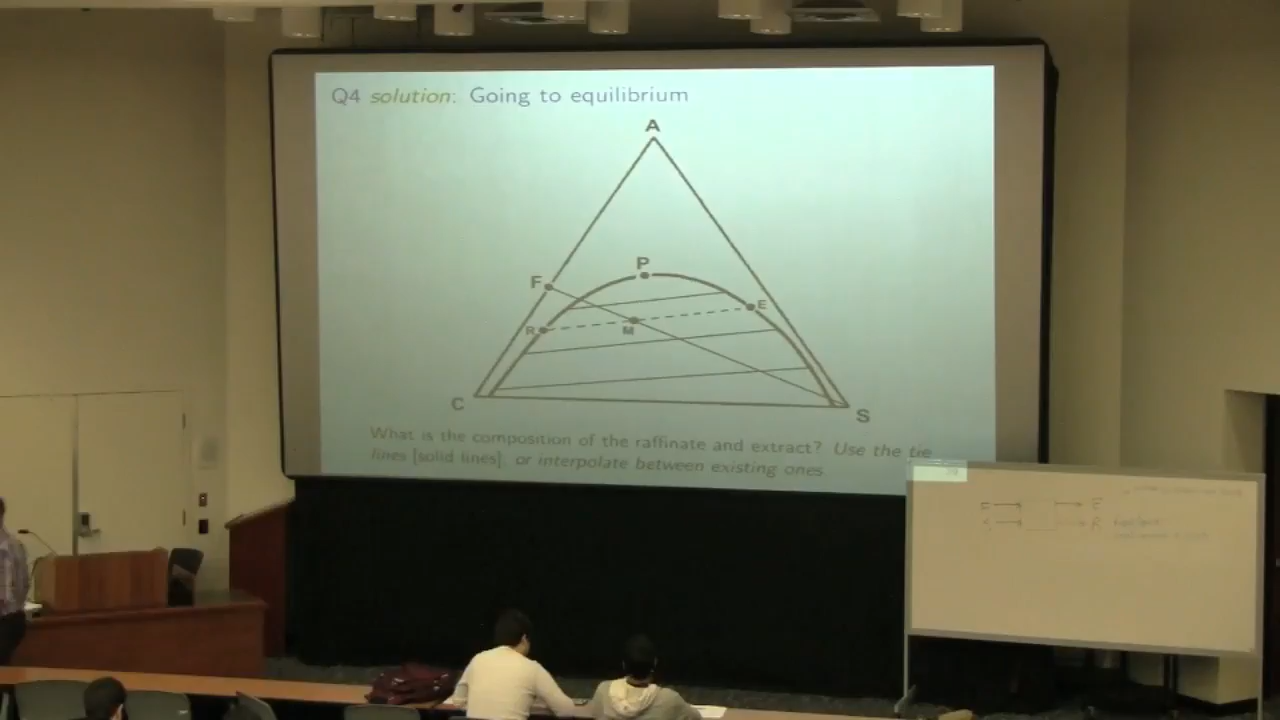 Q4 solution: Going to equilibrium
A
P
F
E
R
M
C
S
What is the composition of the raffinate and extract? Use the tie
lines [solid lines], or interpolate between existing ones
E
R